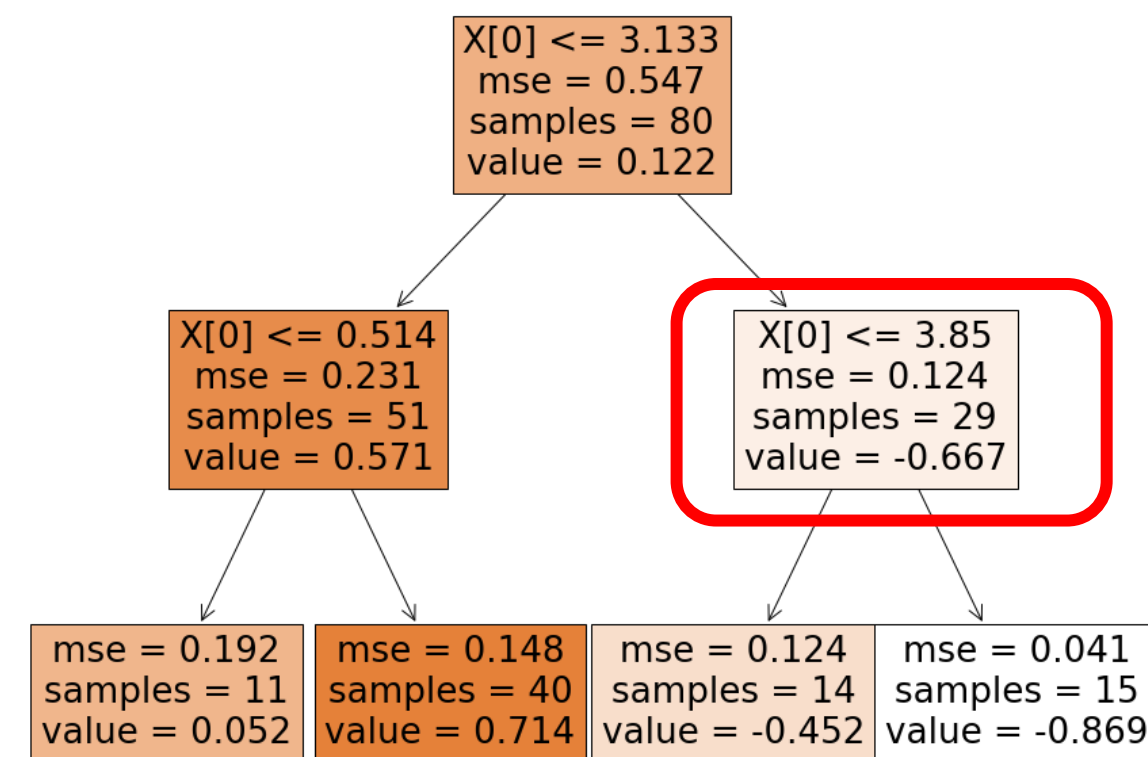 X[0] <= 3.133
mse = 0.547
samples = 80
value = 0.122
X[0] <= 0.514
mse = 0.231
samples = 51
value = 0.571
X[0] <= 3.85
mse = 0.124
samples = 29
value = -0.667
mse = 0.192
samples = 11
value = 0.052
mse = 0.148
samples = 40
value = 0.714
mse = 0.124
samples = 14
value = -0.452
mse = 0.041
samples = 15
value = -0.869